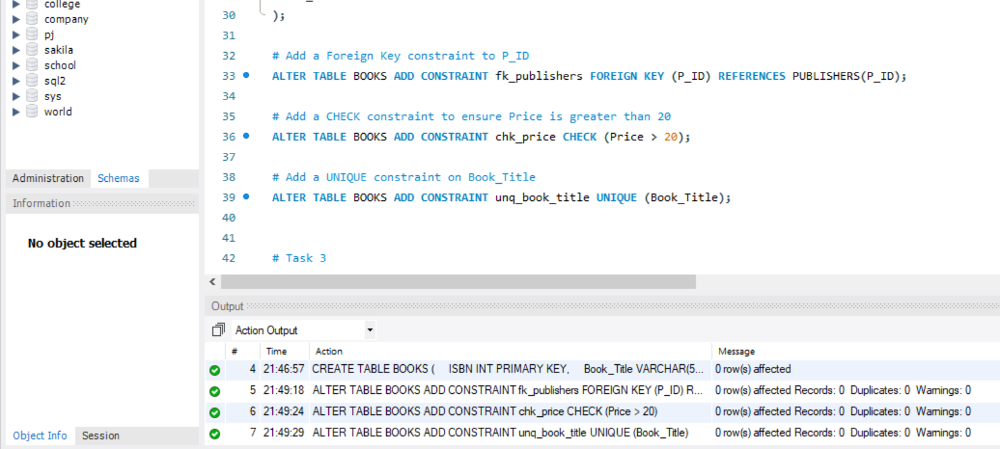 college
company
pj
sakila
school
sql2
sys
world
Administration Schemas
Information
No object selected
Object Info Session
30 );
31
32 # Add a Foreign Key constraint to P_ID
33 ALTER TABLE BOOKS ADD CONSTRAINT fk_publishers FOREIGN KEY (P_ID) REFERENCES PUBLISHERS(P_ID);
34
35 # Add a CHECK constraint to ensure Price is greater than 20
36 ALTER TABLE BOOKS ADD CONSTRAINT chk_price CHECK (Price > 20);
37
38 # Add a UNIQUE constraint on Book_Title
39 ALTER TABLE BOOKS ADD CONSTRAINT unq_book_title UNIQUE (Book_Title);
40
41
42 # Task 3
Output
Action Output
# Time Action Message
4 21:46:57 CREATE TABLE BOOKS ( ISBN INT PRIMARY KEY, Book_Title VARCHAR(5... 0 row(s) affected
5 21:49:18 ALTER TABLE BOOKS ADD CONSTRAINT fk_publishers FOREIGN KEY (P_ID) R... 0 row(s) affected Records: 0 Duplicates: 0 Warnings: 0
6 21:49:24 ALTER TABLE BOOKS ADD CONSTRAINT chk_price CHECK (Price > 20) 0 row(s) affected Records: 0 Duplicates: 0 Warnings: 0
7 21:49:29 ALTER TABLE BOOKS ADD CONSTRAINT unq_book_title UNIQUE (Book_Title) 0 row(s) affected Records: 0 Duplicates: 0 Warnings: 0